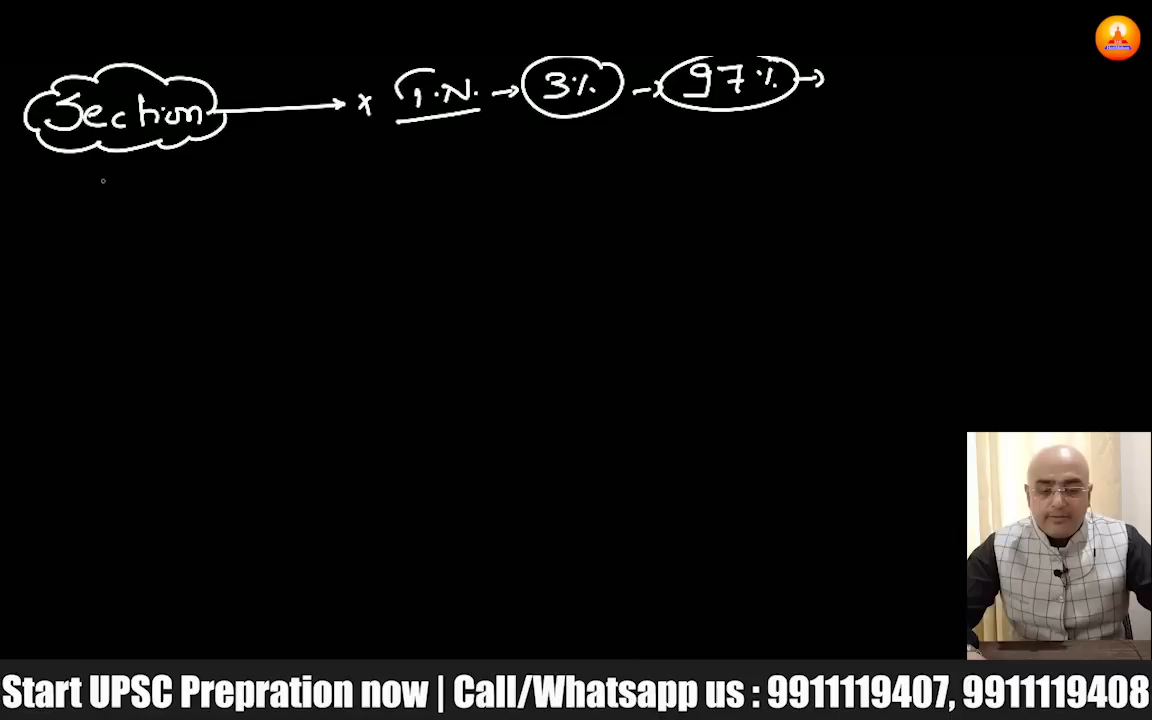 Section → x T.N. → 3% → 97% →
Start UPSC Prepration now | Call/Whatsapp us : 9911119407, 9911119408